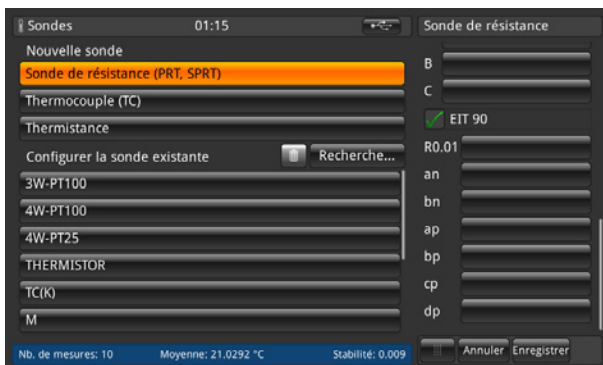 Sondes
01:15
Sonde de résistance
Nouvelle sonde
Sonde de résistance (PRT, SPRT)
Thermocouple (TC)
Thermistance
Configurer la sonde existante
Recherche...
3W-PT100
4W-PT100
4W-PT25
THERMISTOR
TC(K)
M
Nb. de mesures: 10 Moyenne: 21.0292 °C Stabilité: 0.009
B
C
EIT 90
R0.01
an
bn
ap
bp
cp
dp
Annuler Enregistrer